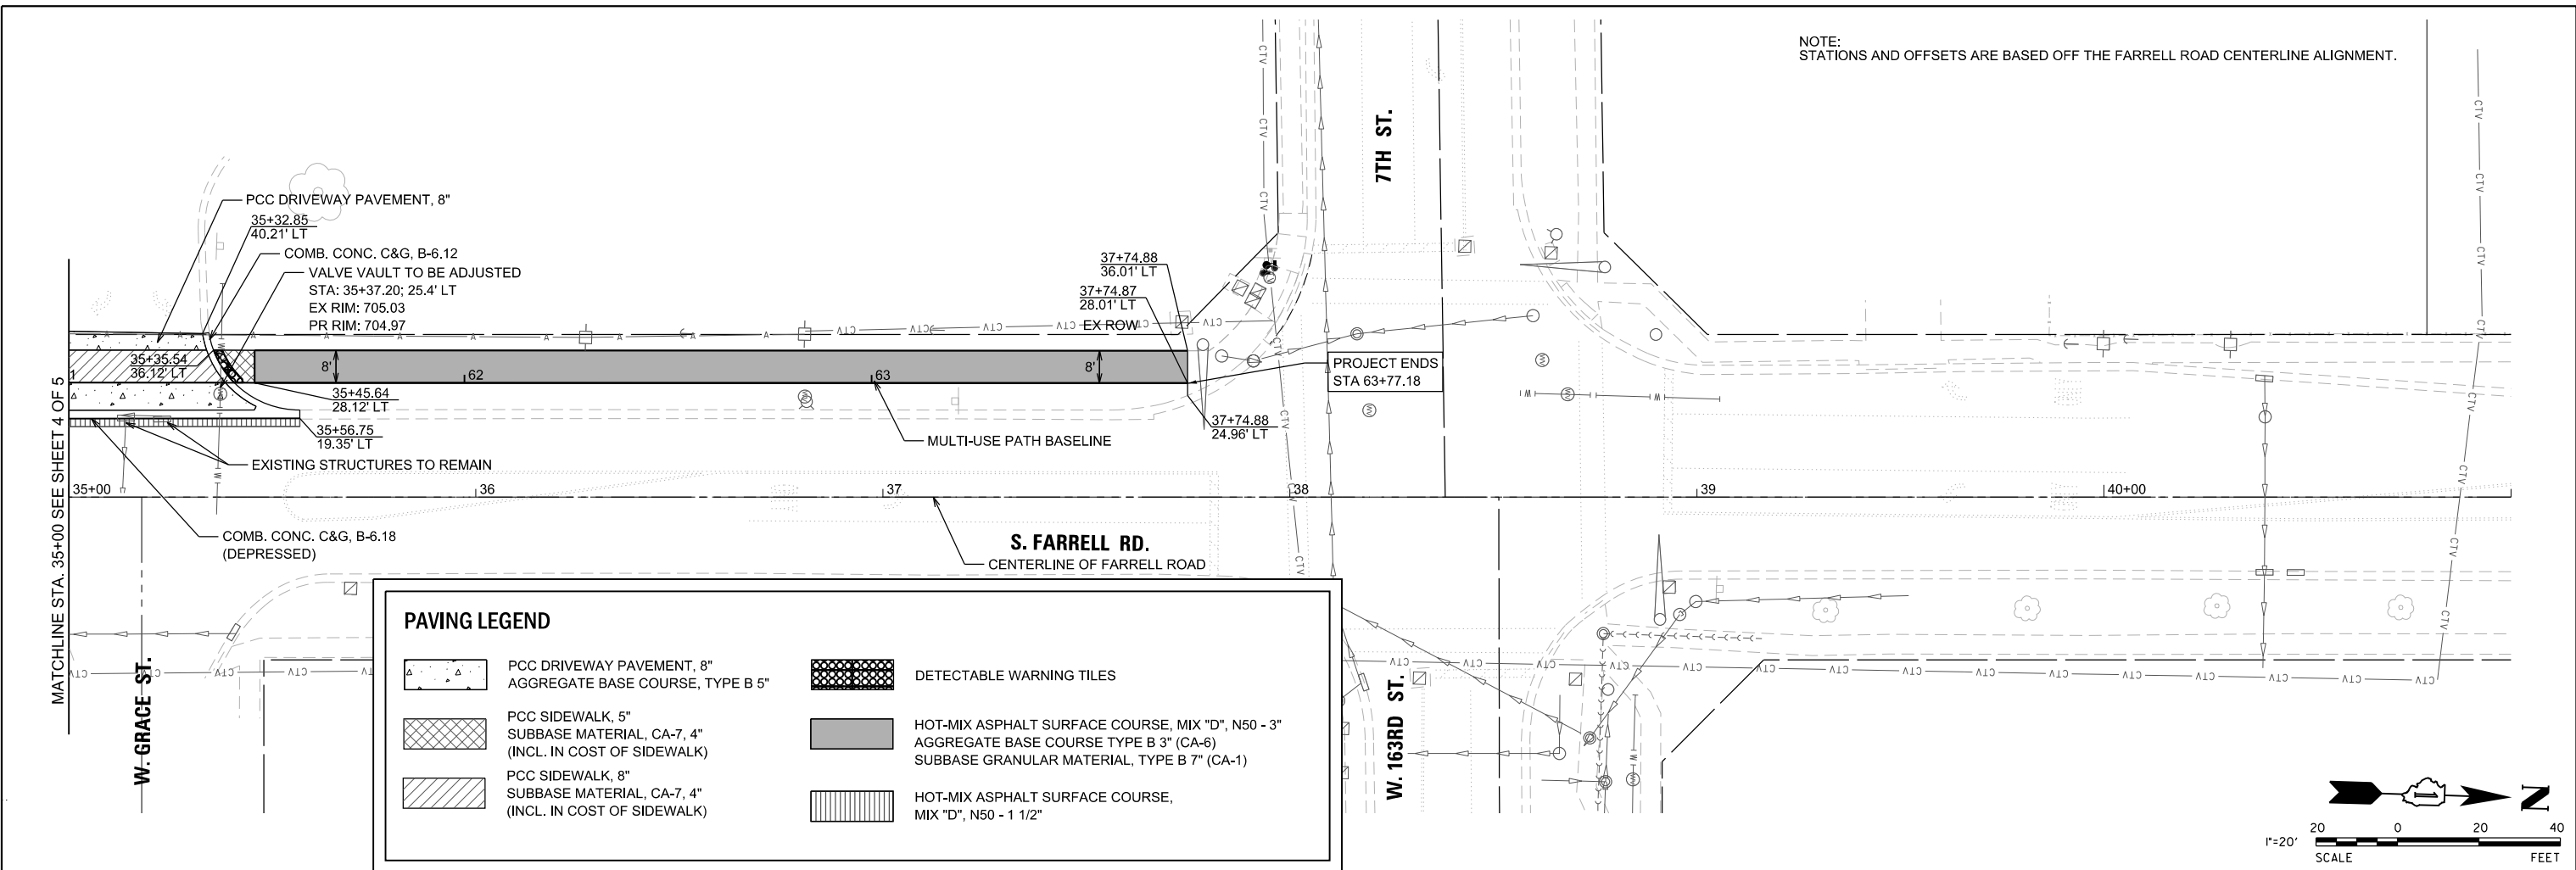 NOTE:
STATIONS AND OFFSETS ARE BASED OFF THE FARRELL ROAD CENTERLINE ALIGNMENT.
7TH ST.
PCC DRIVEWAY PAVEMENT, 8"
35+32.85
40.21' LT
COMB. CONC. C&G, B-6.12
VALVE VAULT TO BE ADJUSTED
STA: 35+37.20; 25.4' LT
EX RIM: 705.03
PR RIM: 704.97
37+74.88
36.01' LT
37+74.87
28.01' LT
EX ROW
35+35.54
36.12' LT
1
8'
62
63
8'
PROJECT ENDS
STA 63+77.18
35+45.64
28.12' LT
35+56.75
19.35' LT
MULTI-USE PATH BASELINE
37+74.88
24.96' LT
EXISTING STRUCTURES TO REMAIN
MATCHLINE STA. 35+00 SEE SHEET 4 OF 5
35+00
36
37
38
39
40+00
COMB. CONC. C&G, B-6.18
(DEPRESSED)
S. FARRELL RD.
CENTERLINE OF FARRELL ROAD
W. GRACE ST.
W. 163RD ST.
PAVING LEGEND
PCC DRIVEWAY PAVEMENT, 8"
AGGREGATE BASE COURSE, TYPE B 5"
PCC SIDEWALK, 5"
SUBBASE MATERIAL, CA-7, 4"
(INCL. IN COST OF SIDEWALK)
PCC SIDEWALK, 8"
SUBBASE MATERIAL, CA-7, 4"
(INCL. IN COST OF SIDEWALK)
DETECTABLE WARNING TILES
HOT-MIX ASPHALT SURFACE COURSE, MIX "D", N50 - 3"
AGGREGATE BASE COURSE TYPE B 3" (CA-6)
SUBBASE GRANULAR MATERIAL, TYPE B 7" (CA-1)
HOT-MIX ASPHALT SURFACE COURSE,
MIX "D", N50 - 1 1/2"
N
1"=20'
20 0 20 40
SCALE FEET